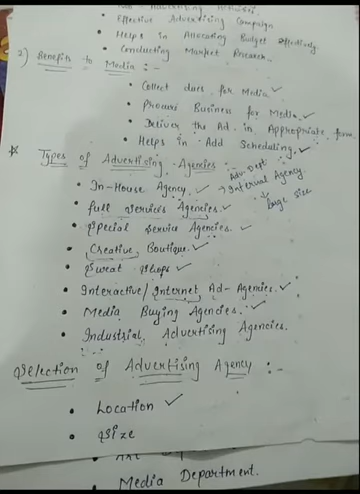 • Effective Advertising Campaign
• Helps in Allocating Budget effectively.
• Conducting Market Research.
2) Benefits to Media :-
• Collect dues for Media ✓
• Procure Business for Media. ✓
• Deliver the Ad. in Appropriate form
• Helps in Add Scheduling. ✓
* Types of Advertising Agencies
Adv. Dept
• In-House Agency. ✓ → Internal Agency
↓ large size
• full Services Agencies. ✓
• Special Service Agencies. ✓
• Creative Boutique. ✓
• Sweat Shops ✓
• Interactive/Internet Ad-Agencies. ✓
• Media Buying Agencies. ✓
• Industrial Advertising Agencies.
Selection of Advertising Agency :-
• Location ✓
• Size
• Media Department.